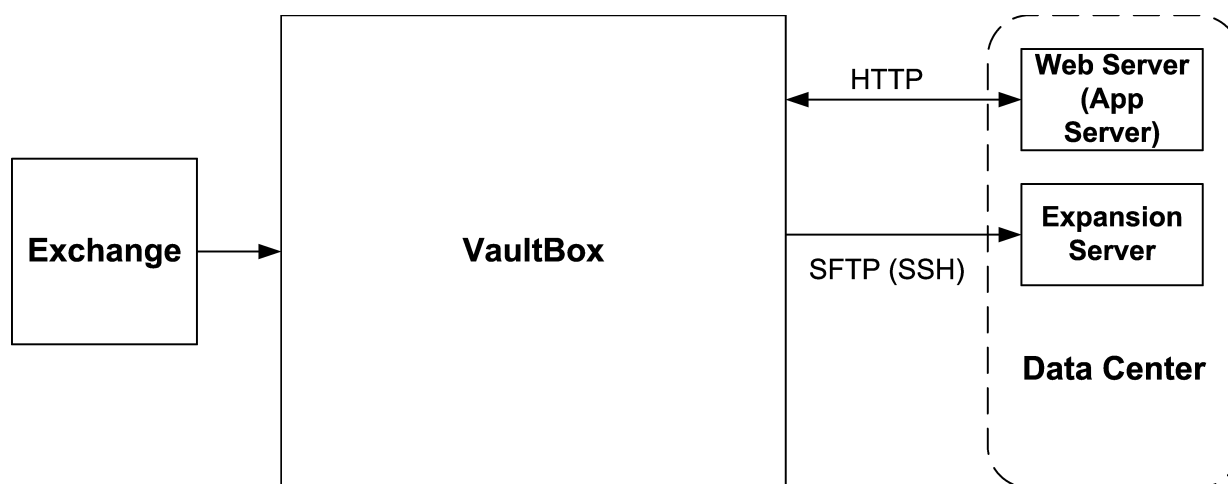 Exchange
VaultBox
HTTP
SFTP (SSH)
Web Server
(App
Server)
Expansion
Server
Data Center